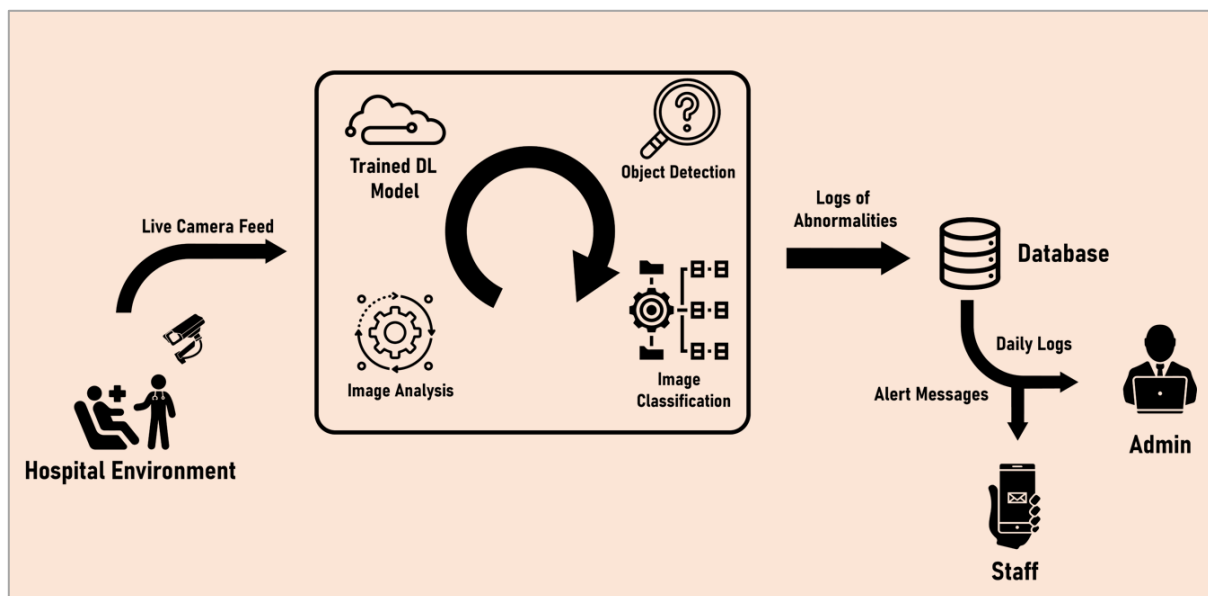 Live Camera Feed
Hospital Environment
Trained DL
Model
Object Detection
Image Analysis
Image
Classification
Logs of
Abnormalities
Database
Daily Logs
Alert Messages
Admin
Staff